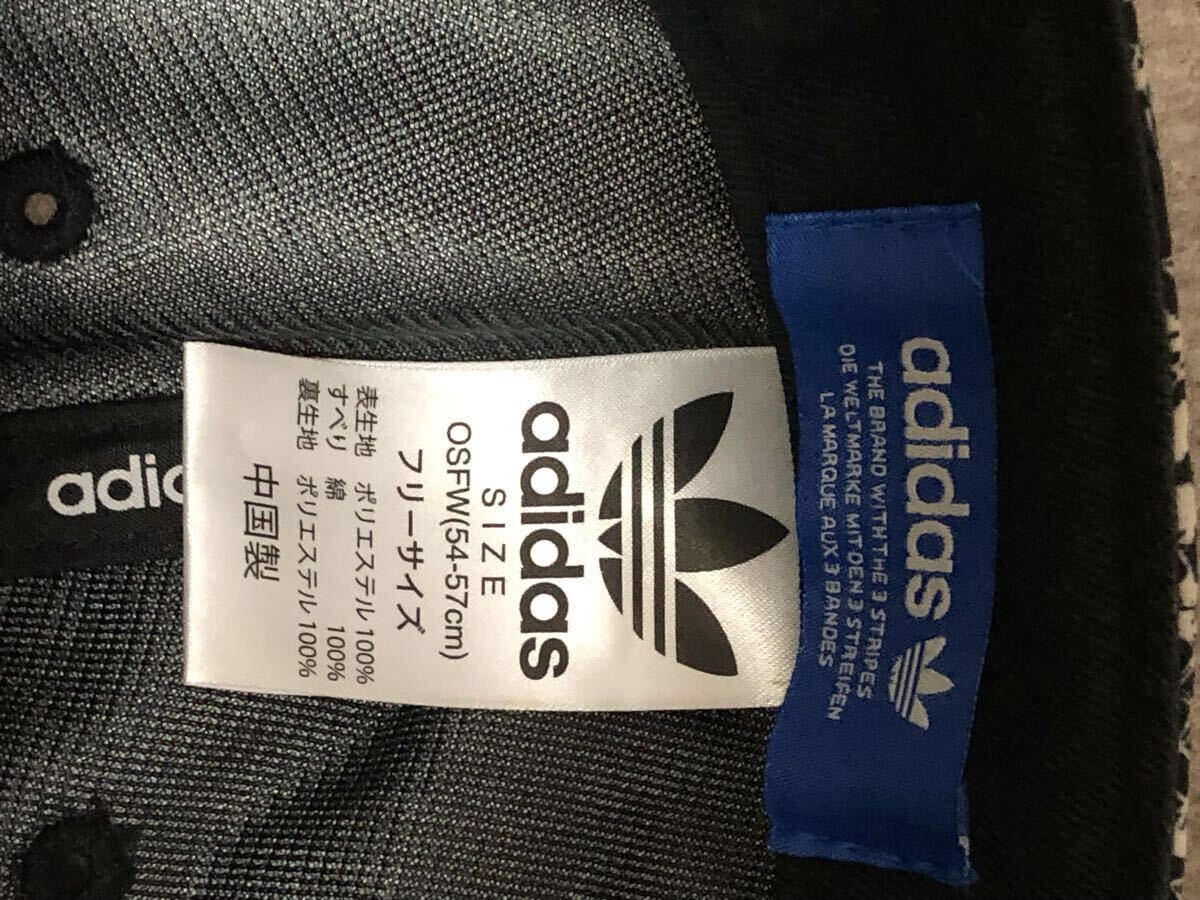 adidas
SIZE
OSFW(54-57cm)
フリーサイズ
表生地 ポリエステル 100%
すべり 綿 100%
裏生地 ポリエステル 100%
中国製
adidas
THE BRAND WITH THE 3 STRIPES
DIE WELTMARKE MIT DEN 3 STREIFEN
LA MARQUE AUX 3 BANDES
adid